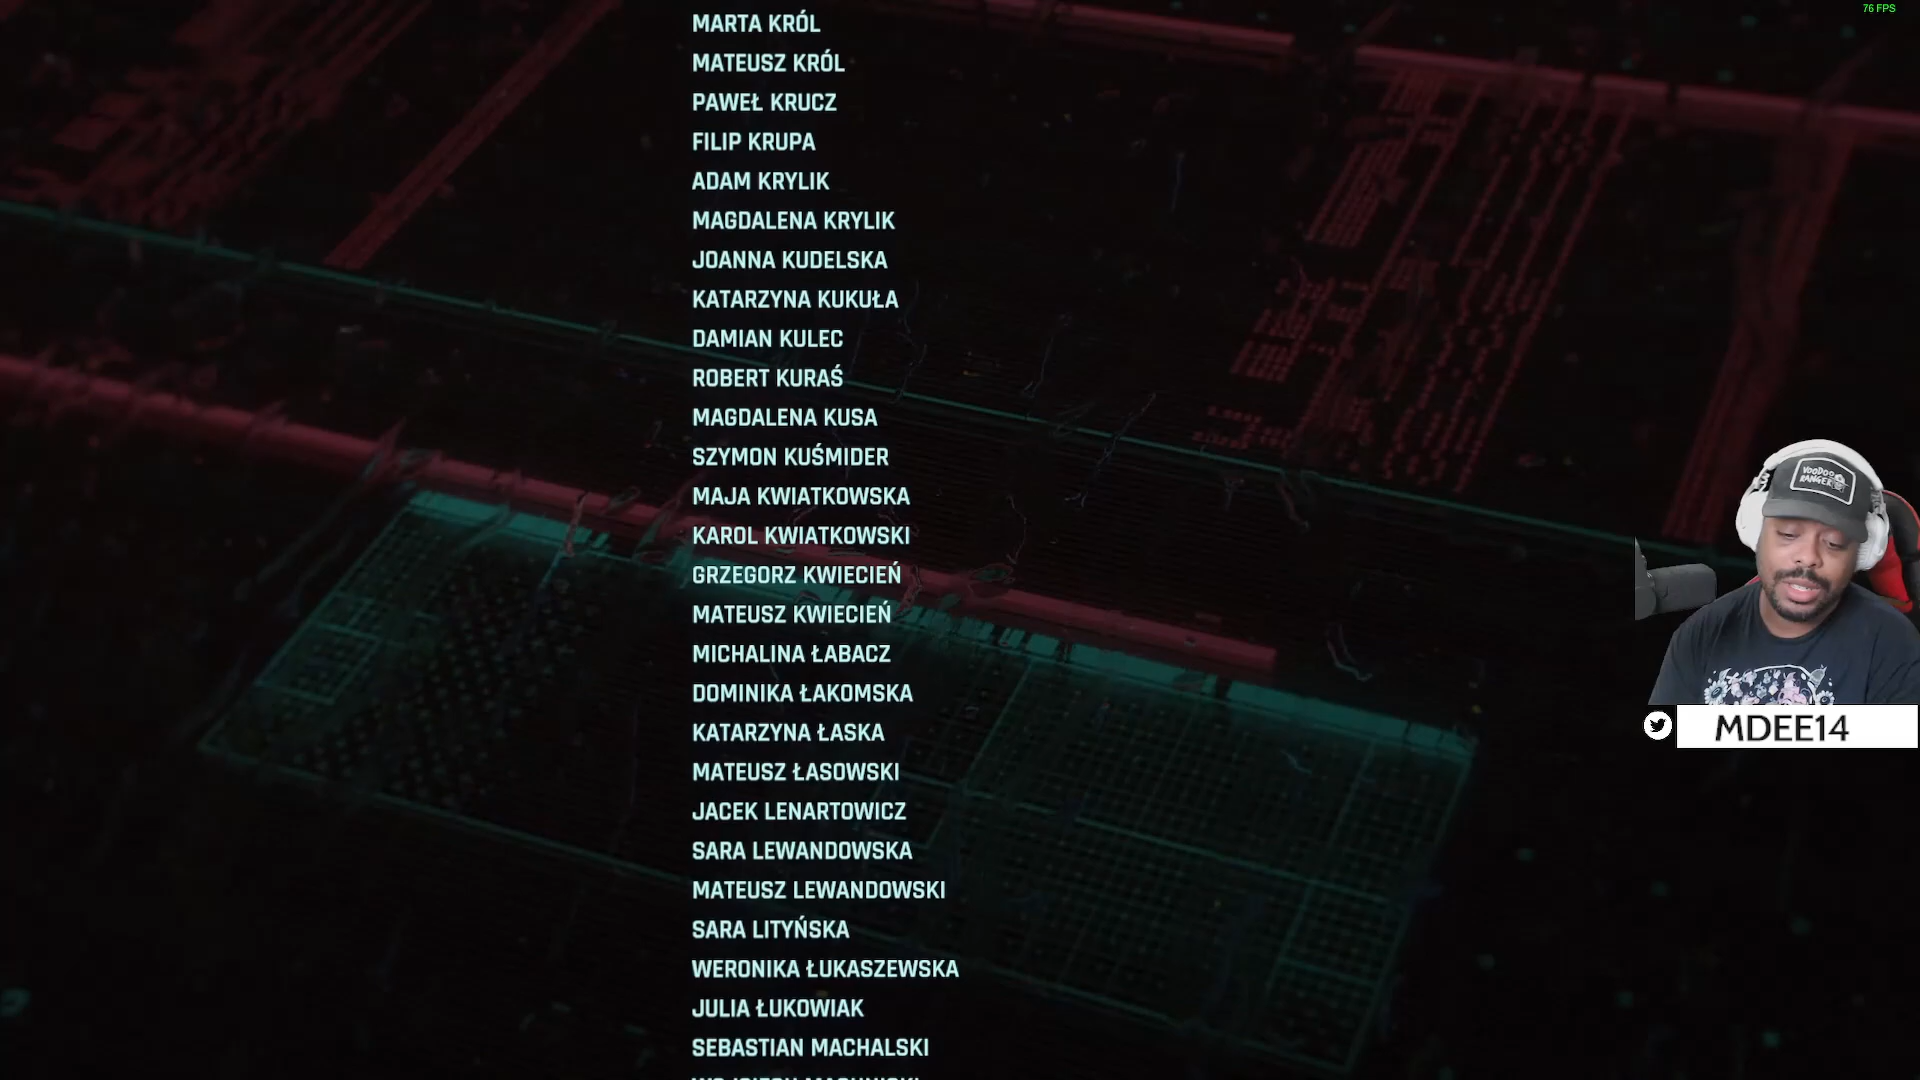 76 FPS
MARTA KRÓL
MATEUSZ KRÓL
PAWEŁ KRUCZ
FILIP KRUPA
ADAM KRYLIK
MAGDALENA KRYLIK
JOANNA KUDELSKA
KATARZYNA KUKUŁA
DAMIAN KULEC
ROBERT KURAŚ
MAGDALENA KUSA
SZYMON KUŚMIDER
MAJA KWIATKOWSKA
KAROL KWIATKOWSKI
GRZEGORZ KWIECIEŃ
MATEUSZ KWIECIEŃ
MICHALINA ŁABACZ
DOMINIKA ŁAKOMSKA
KATARZYNA ŁASKA
MATEUSZ ŁASOWSKI
JACEK LENARTOWICZ
SARA LEWANDOWSKA
MATEUSZ LEWANDOWSKI
SARA LITYŃSKA
WERONIKA ŁUKASZEWSKA
JULIA ŁUKOWIAK
SEBASTIAN MACHALSKI
VOODOO
RANGER
MDEE14